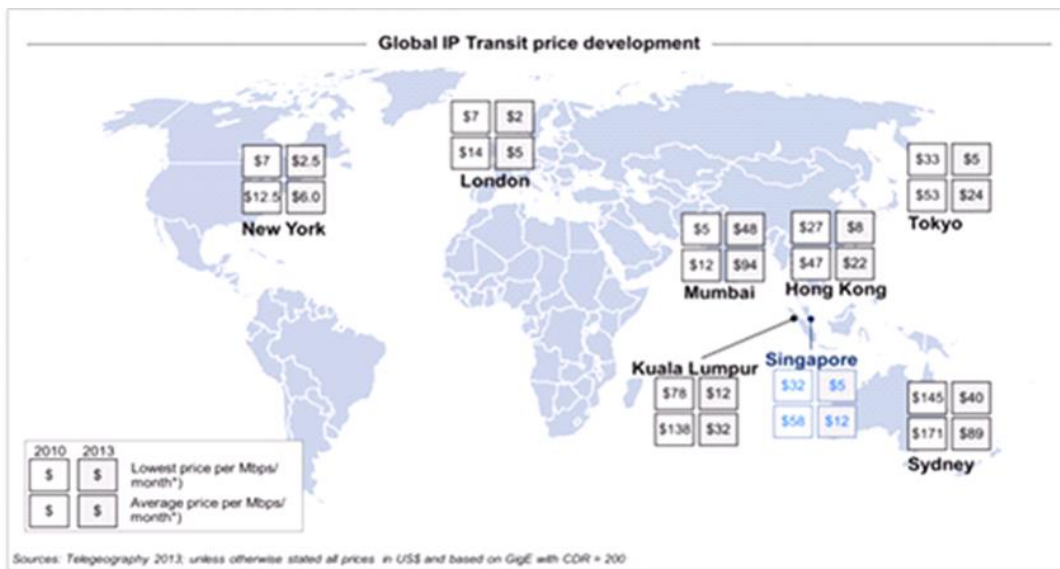 Global IP Transit price development
$7 $2
$14 $5
London
$7 $2.5
$12.5 $6.0
New York
$33 $5
$53 $24
Tokyo
$5 $48
$12 $94
Mumbai
$27 $8
$47 $22
Hong Kong
Kuala Lumpur
$78 $12
$138 $32
Singapore
$32 $5
$58 $12
$145 $40
$171 $89
Sydney
2010 2013
$ $ Lowest price per Mbps/
month*)
$ $ Average price per Mbps/
month*)
Sources: Telegeography 2013; unless otherwise stated all prices in US$ and based on GigE with CDR = 200